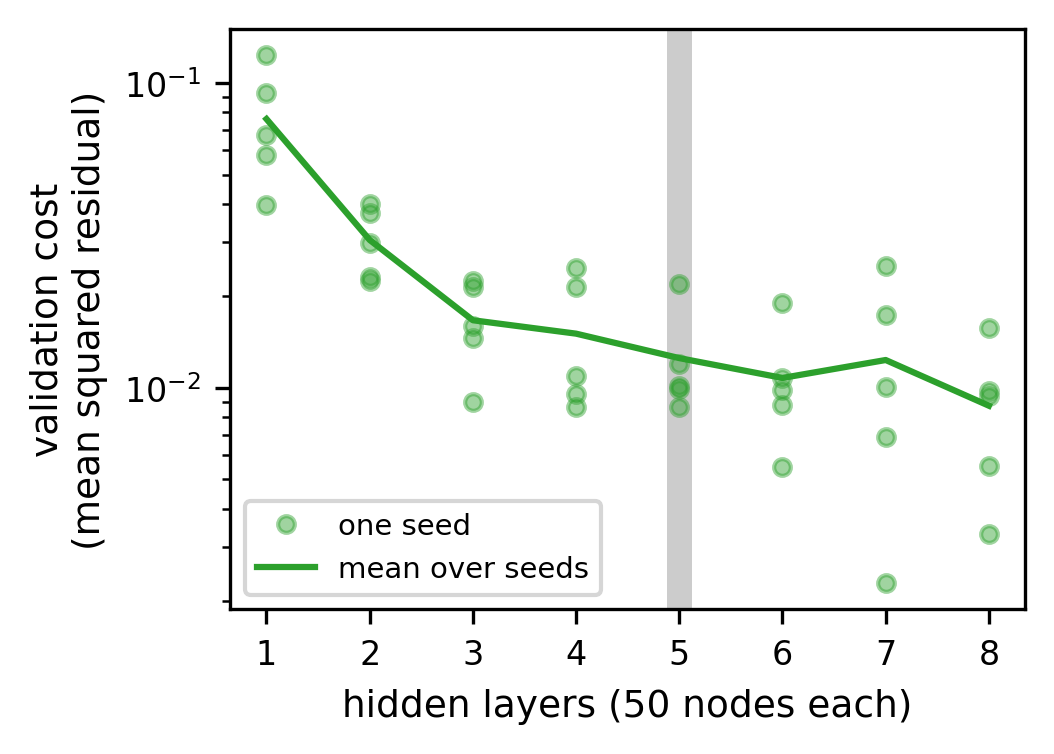 validation cost
(mean squared residual)
10⁻¹
10⁻²
one seed
mean over seeds
1 2 3 4 5 6 7 8
hidden layers (50 nodes each)